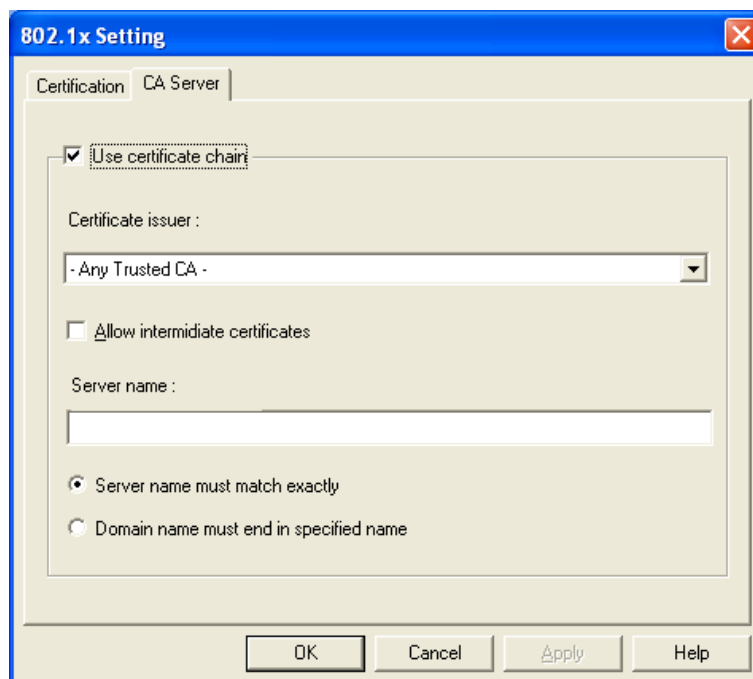 802.1x Setting
Certification CA Server
Use certificate chain
Certificate issuer :
- Any Trusted CA -
Allow intermidiate certificates
Server name :
Server name must match exactly
Domain name must end in specified name
OK Cancel Apply Help